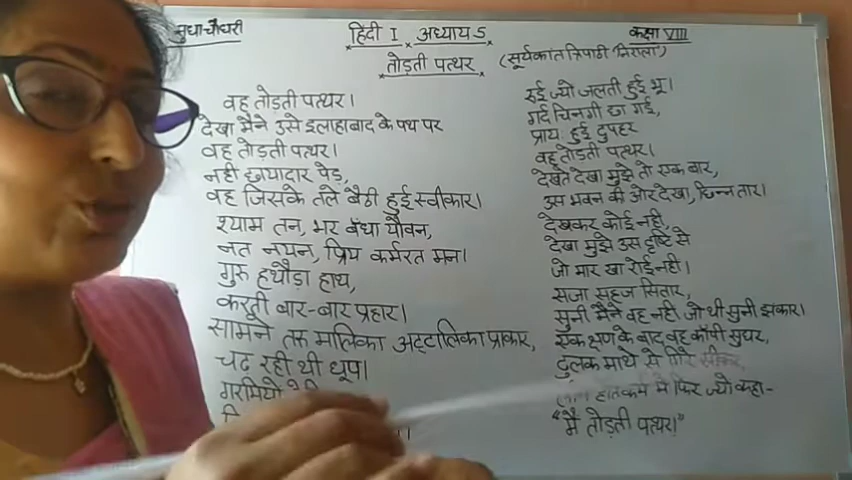 सुधा चौधरी
हिंदी I अध्याय 5
कक्षा VIII
तोड़ती पत्थर
(सूर्यकांत त्रिपाठी निराला)
वह तोड़ती पत्थर।
देखा मैने उसे इलाहाबाद के पथ पर
वह तोड़ती पत्थर।
नही छायादार पेड़,
वह जिसके तले बैठी हुई स्वीकार।
श्याम तन, भर बंधा यौवन,
नत नयन, प्रिय कर्मरत मन।
गुरु हथौड़ा हाथ,
करती बार-बार प्रहार।
सामने तरु मालिका अट्टालिका प्राकार,
चढ़ रही थी धूप।
गरमियों
रुई ज्यो जलती हुई भू।
गर्द चिनगी छा गई,
प्रायः हुई दुपहर
वह तोड़ती पत्थर।
देखते देखा मुझे तो एक बार,
उस भवन की ओर देखा, छिन्न तार।
देखकर कोई नही,
देखा मुझे उस दृष्टि से
जो मार खा रोई नही।
सजा सहज सितार,
सुनी मैने वह नही जो थी सुनी झंकार।
एक क्षण के बाद वह काँपी सुघर,
ढुलक माथे से गिरे सीकर,
कर्म मे फिर ज्यो कहा-
"मै तोड़ती पत्थर।"